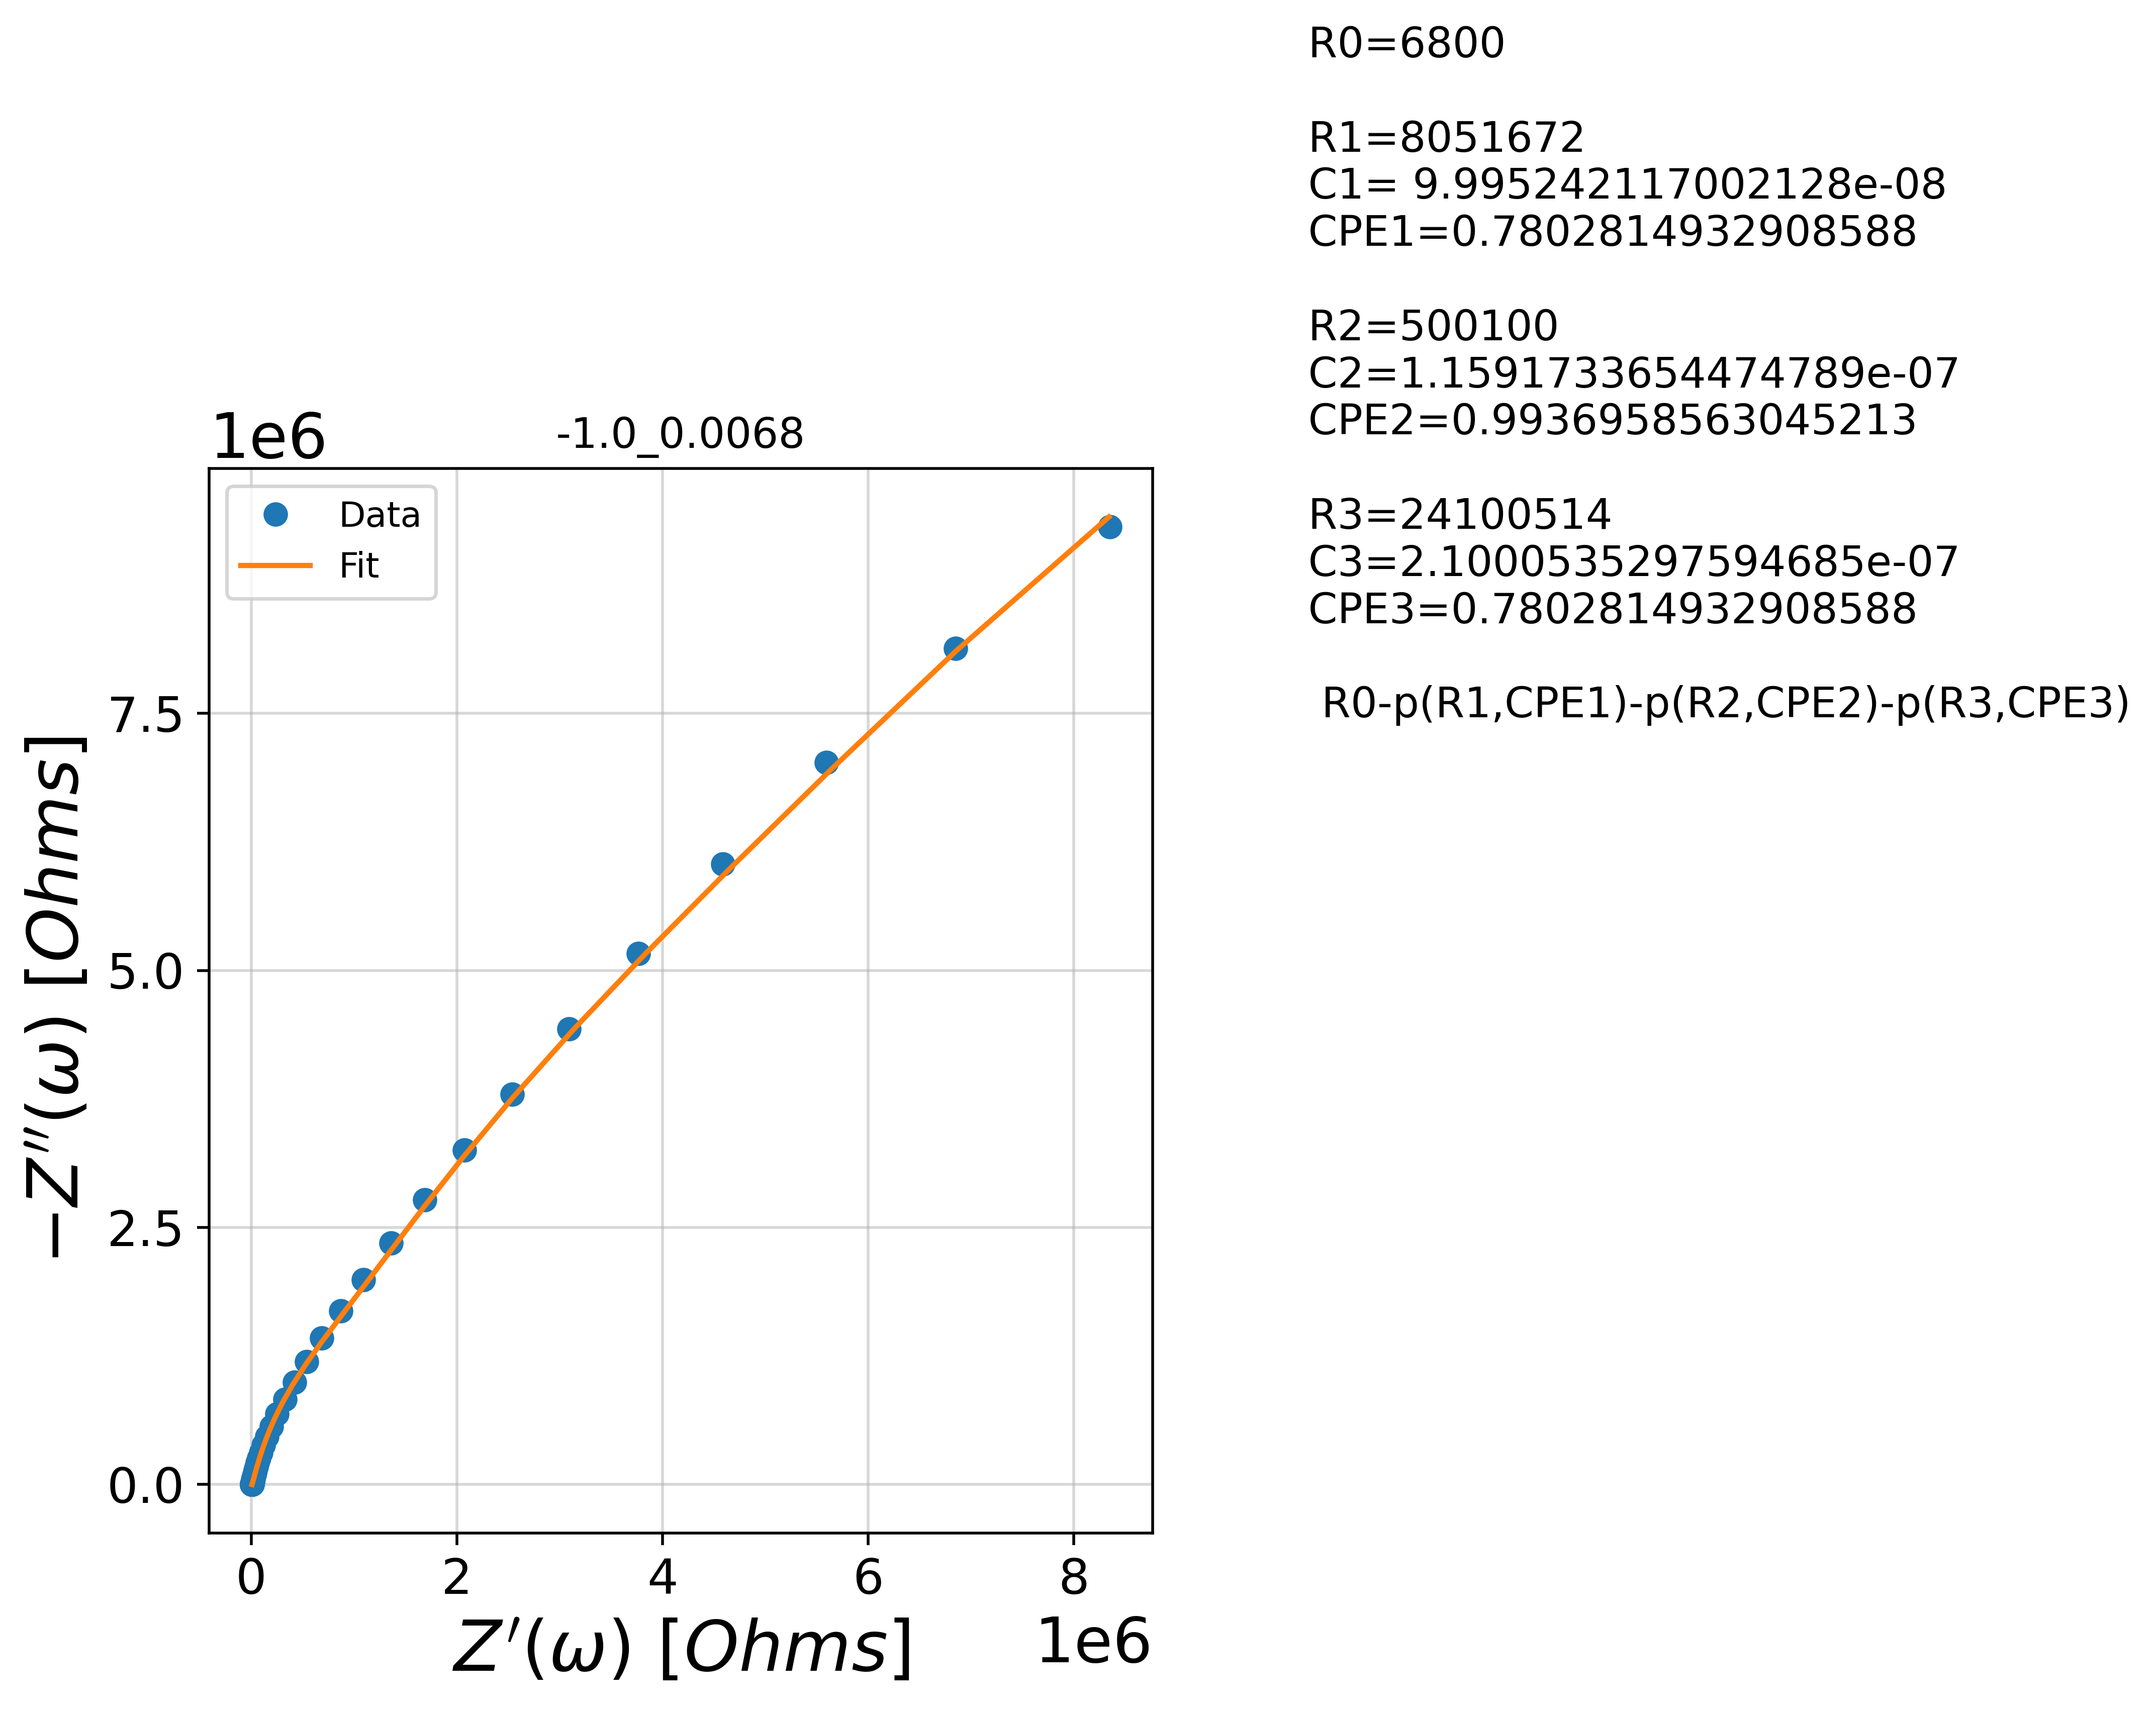 R0=6800
R1=8051672
C1= 9.995242117002128e-08
CPE1=0.7802814932908588
R2=500100
C2=1.1591733654474789e-07
CPE2=0.9936958563045213
R3=24100514
C3=2.1000535297594685e-07
CPE3=0.7802814932908588
R0-p(R1,CPE1)-p(R2,CPE2)-p(R3,CPE3)
1e6
-1.0_0.0068
Data
Fit
7.5
5.0
2.5
0.0
−Z′′(ω) [Ohms]
0 2 4 6 8
Z′(ω) [Ohms]
1e6